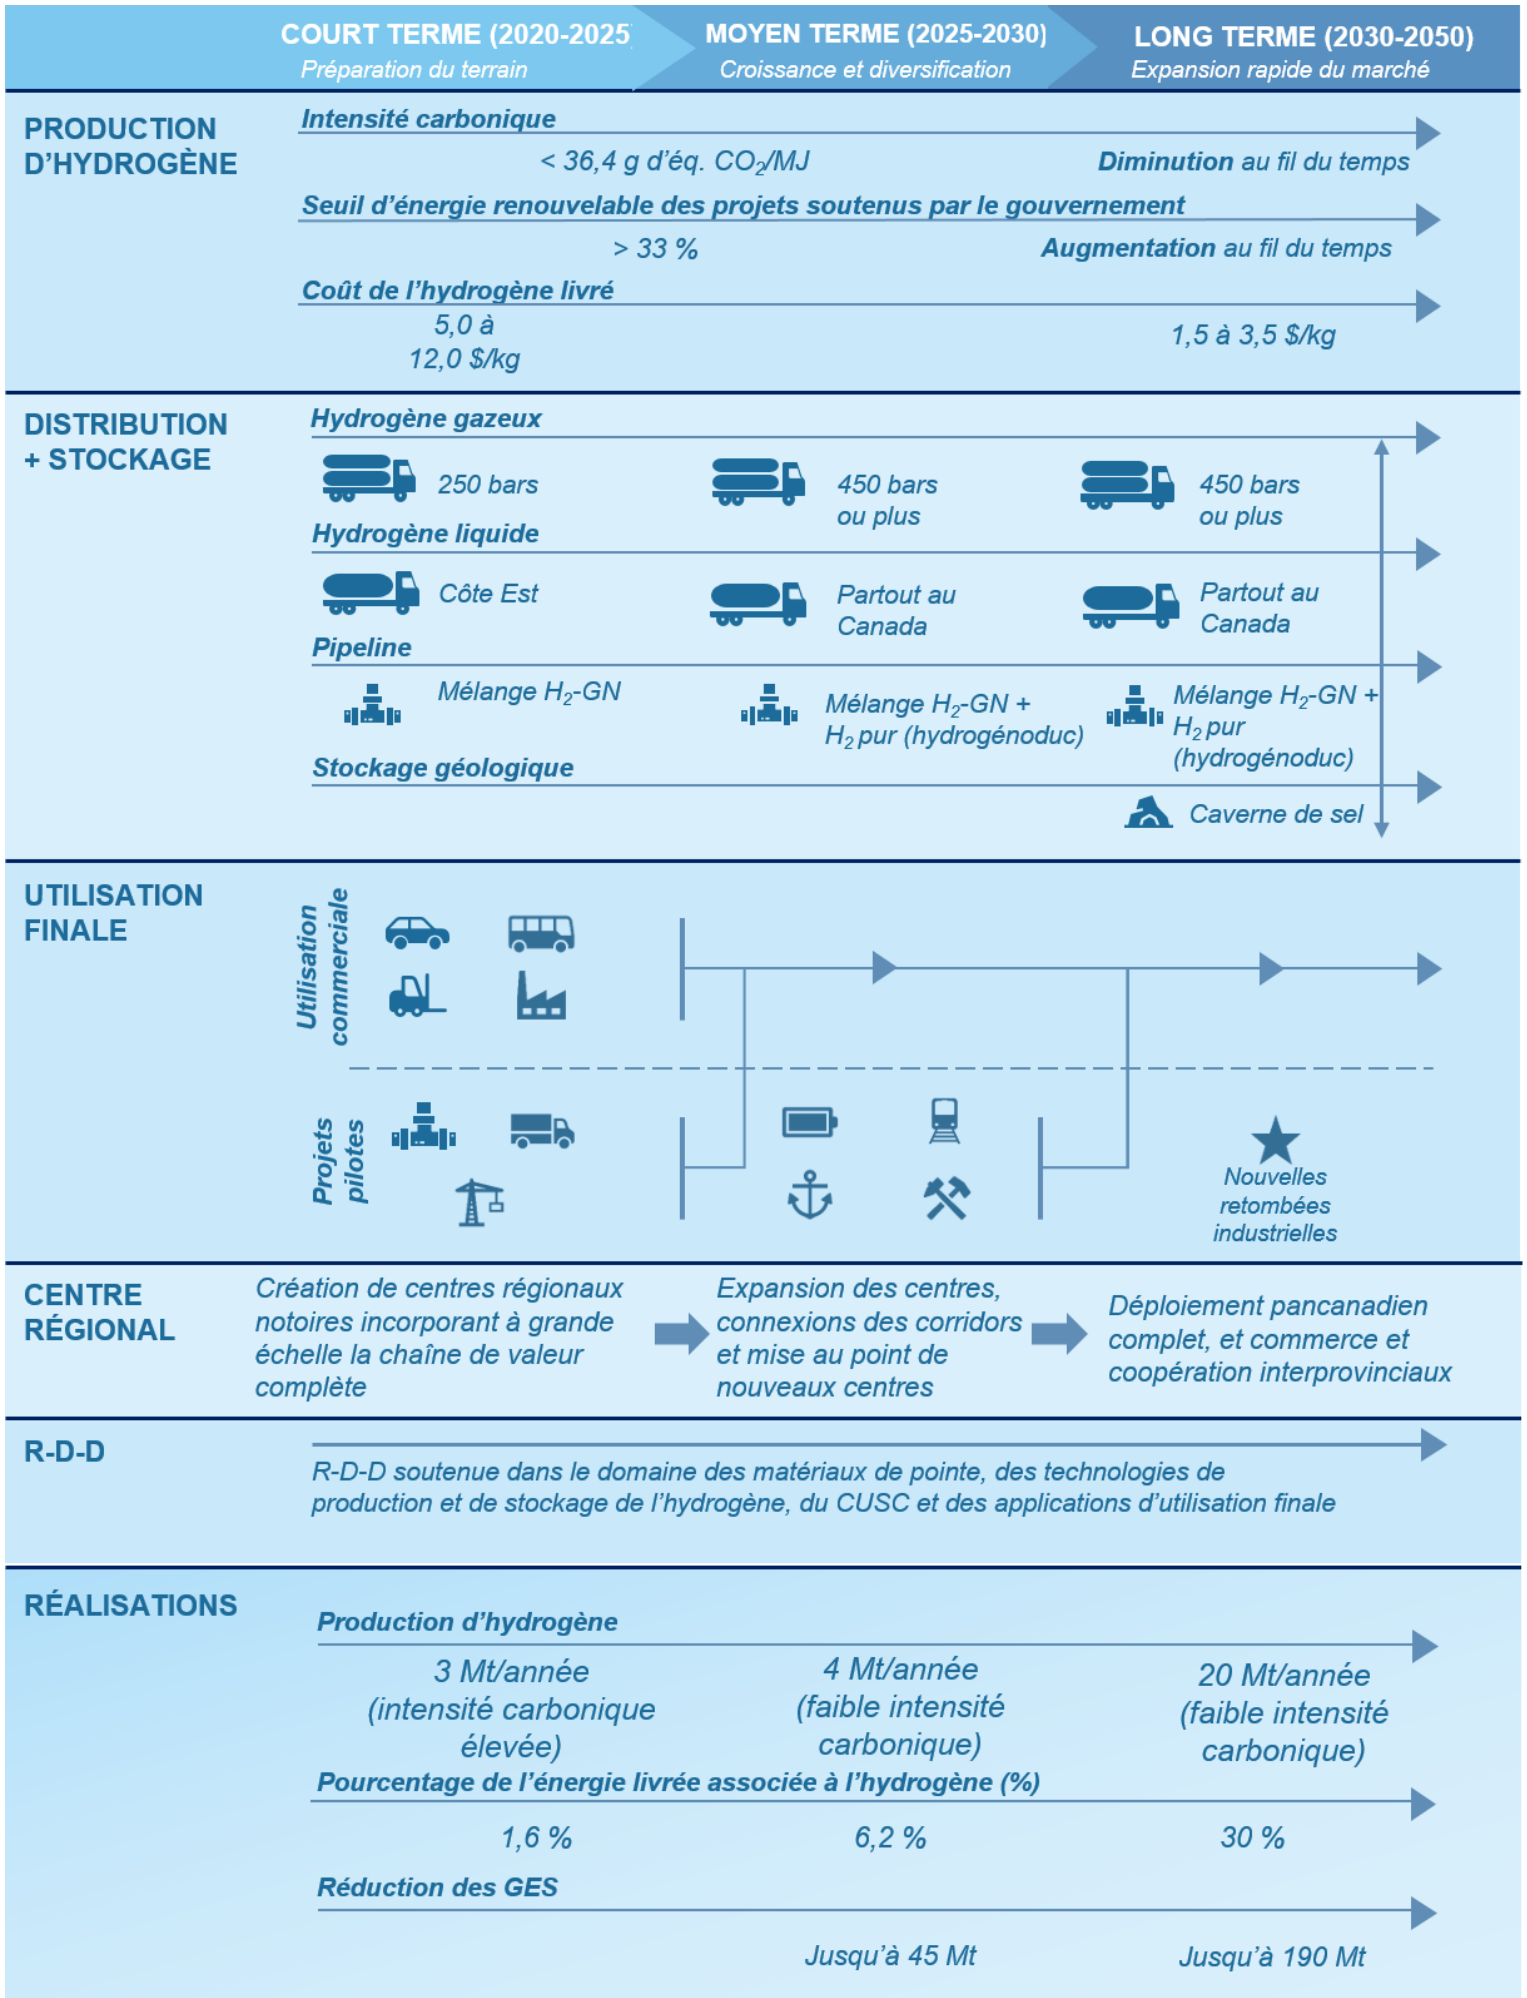 COURT TERME (2020-2025)
Préparation du terrain
MOYEN TERME (2025-2030)
Croissance et diversification
LONG TERME (2030-2050)
Expansion rapide du marché
PRODUCTION
D’HYDROGÈNE
Intensité carbonique
< 36,4 g d’éq. CO2/MJ
Diminution au fil du temps
Seuil d’énergie renouvelable des projets soutenus par le gouvernement
> 33 %
Augmentation au fil du temps
Coût de l’hydrogène livré
5,0 à
12,0 $/kg
1,5 à 3,5 $/kg
DISTRIBUTION
+ STOCKAGE
Hydrogène gazeux
250 bars
450 bars
ou plus
450 bars
ou plus
Hydrogène liquide
Côte Est
Partout au
Canada
Partout au
Canada
Pipeline
Mélange H2-GN
Mélange H2-GN +
H2 pur (hydrogénoduc)
Mélange H2-GN +
H2 pur
(hydrogénoduc)
Stockage géologique
Caverne de sel
UTILISATION
FINALE
Utilisation
commerciale
Projets
pilotes
Nouvelles
retombées
industrielles
CENTRE
RÉGIONAL
Création de centres régionaux
notoires incorporant à grande
échelle la chaîne de valeur
complète
Expansion des centres,
connexions des corridors
et mise au point de
nouveaux centres
Déploiement pancanadien
complet, et commerce et
coopération interprovinciaux
R-D-D
R-D-D soutenue dans le domaine des matériaux de pointe, des technologies de
production et de stockage de l’hydrogène, du CUSC et des applications d’utilisation finale
RÉALISATIONS
Production d’hydrogène
3 Mt/année
(intensité carbonique
élevée)
4 Mt/année
(faible intensité
carbonique)
20 Mt/année
(faible intensité
carbonique)
Pourcentage de l’énergie livrée associée à l’hydrogène (%)
1,6 %
6,2 %
30 %
Réduction des GES
Jusqu’à 45 Mt
Jusqu’à 190 Mt